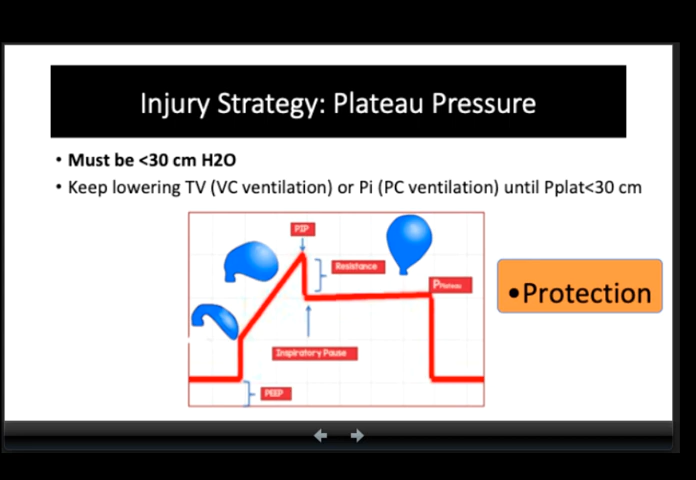 Injury Strategy: Plateau Pressure
• Must be <30 cm H2O
• Keep lowering TV (VC ventilation) or Pi (PC ventilation) until Pplat<30 cm
PIP
Resistance
PPlateau
•Protection
Inspiratory Pause
PEEP